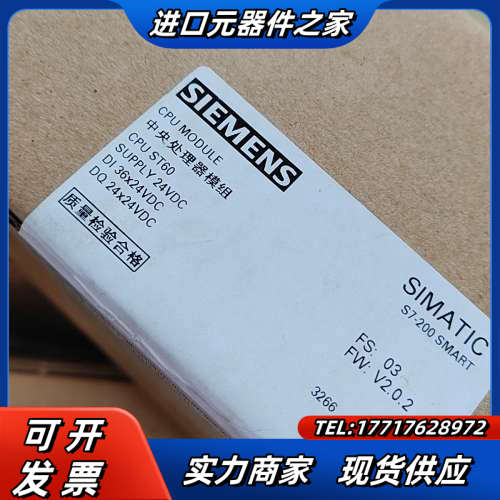 进口元器件之家
SIEMENS
CPU MODULE
中央处理器模组
CPU ST60
SUPPLY 24VDC
DI 36x24VDC
DQ 24x24VDC
质量检验合格
SIMATIC
S7-200 SMART
FS: 03
FW: V2.0.2
3266
TEL:17717628972
可开
发票
实力商家 现货供应